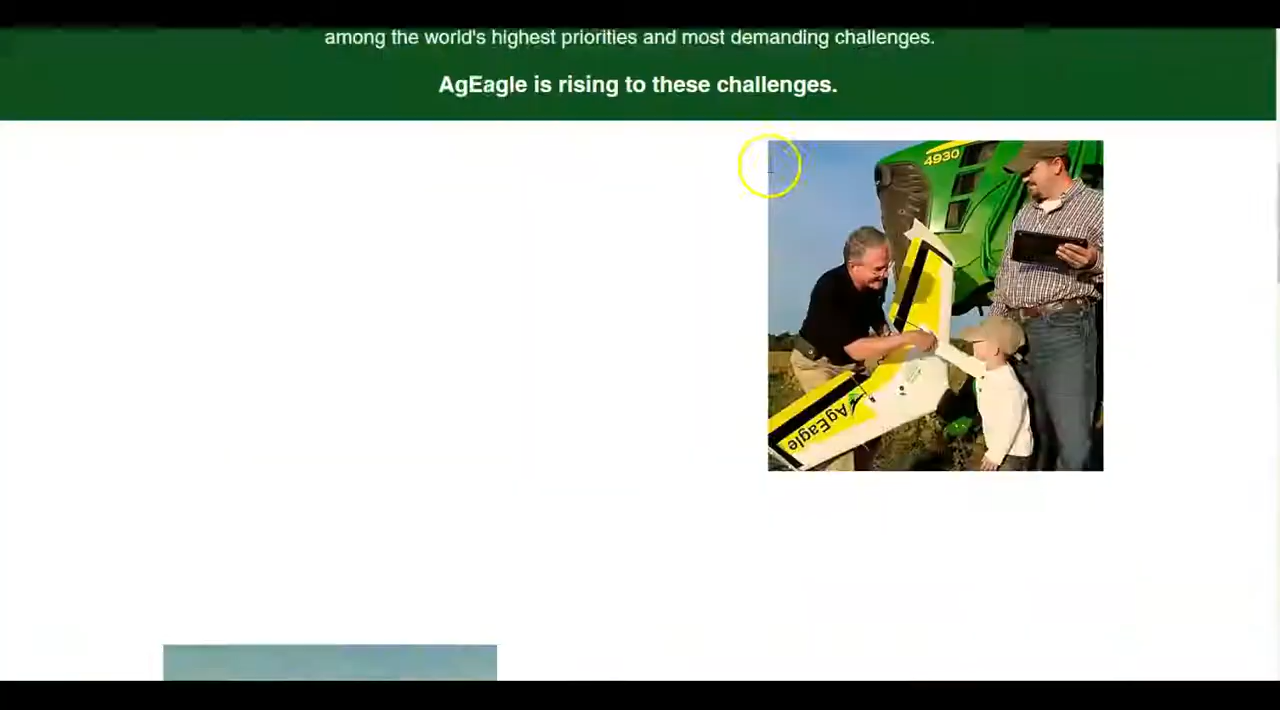 among the world's highest priorities and most demanding challenges.
AgEagle is rising to these challenges.
4930
AgEagle